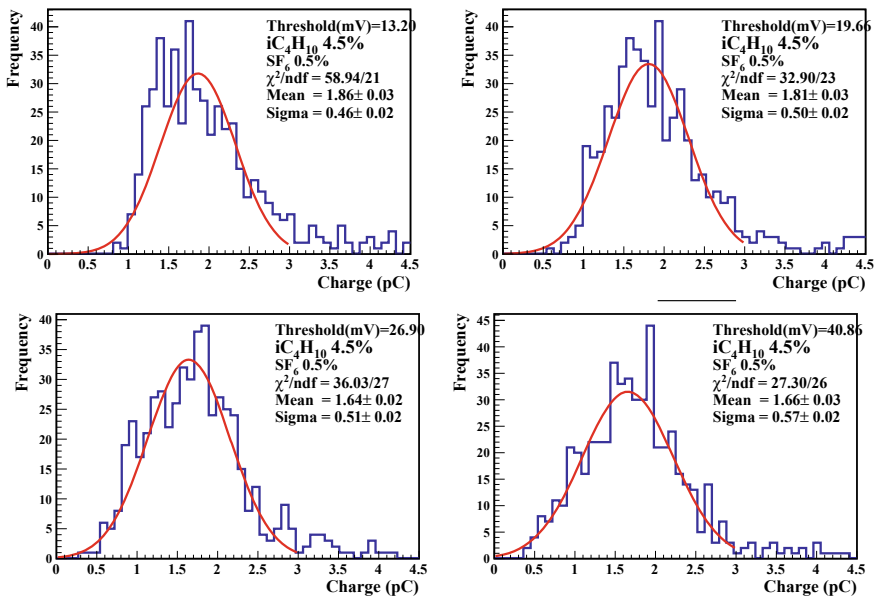 Threshold(mV)=13.20
iC₄H₁₀ 4.5%
SF₆ 0.5%
χ²/ndf = 58.94/21
Mean = 1.86± 0.03
Sigma = 0.46± 0.02
Frequency
40
35
30
25
20
15
10
5
0
0 0.5 1 1.5 2 2.5 3 3.5 4 4.5
Charge (pC)
Threshold(mV)=19.66
iC₄H₁₀ 4.5%
SF₆ 0.5%
χ²/ndf = 32.90/23
Mean = 1.81± 0.03
Sigma = 0.50± 0.02
Frequency
40
35
30
25
20
15
10
5
0
0 0.5 1 1.5 2 2.5 3 3.5 4 4.5
Charge (pC)
Threshold(mV)=26.90
iC₄H₁₀ 4.5%
SF₆ 0.5%
χ²/ndf = 36.03/27
Mean = 1.64± 0.02
Sigma = 0.51± 0.02
Frequency
40
35
30
25
20
15
10
5
0
0 0.5 1 1.5 2 2.5 3 3.5 4 4.5
Charge (pC)
Threshold(mV)=40.86
iC₄H₁₀ 4.5%
SF₆ 0.5%
χ²/ndf = 27.30/26
Mean = 1.66± 0.03
Sigma = 0.57± 0.02
Frequency
45
40
35
30
25
20
15
10
5
0
0 0.5 1 1.5 2 2.5 3 3.5 4 4.5
Charge (pC)